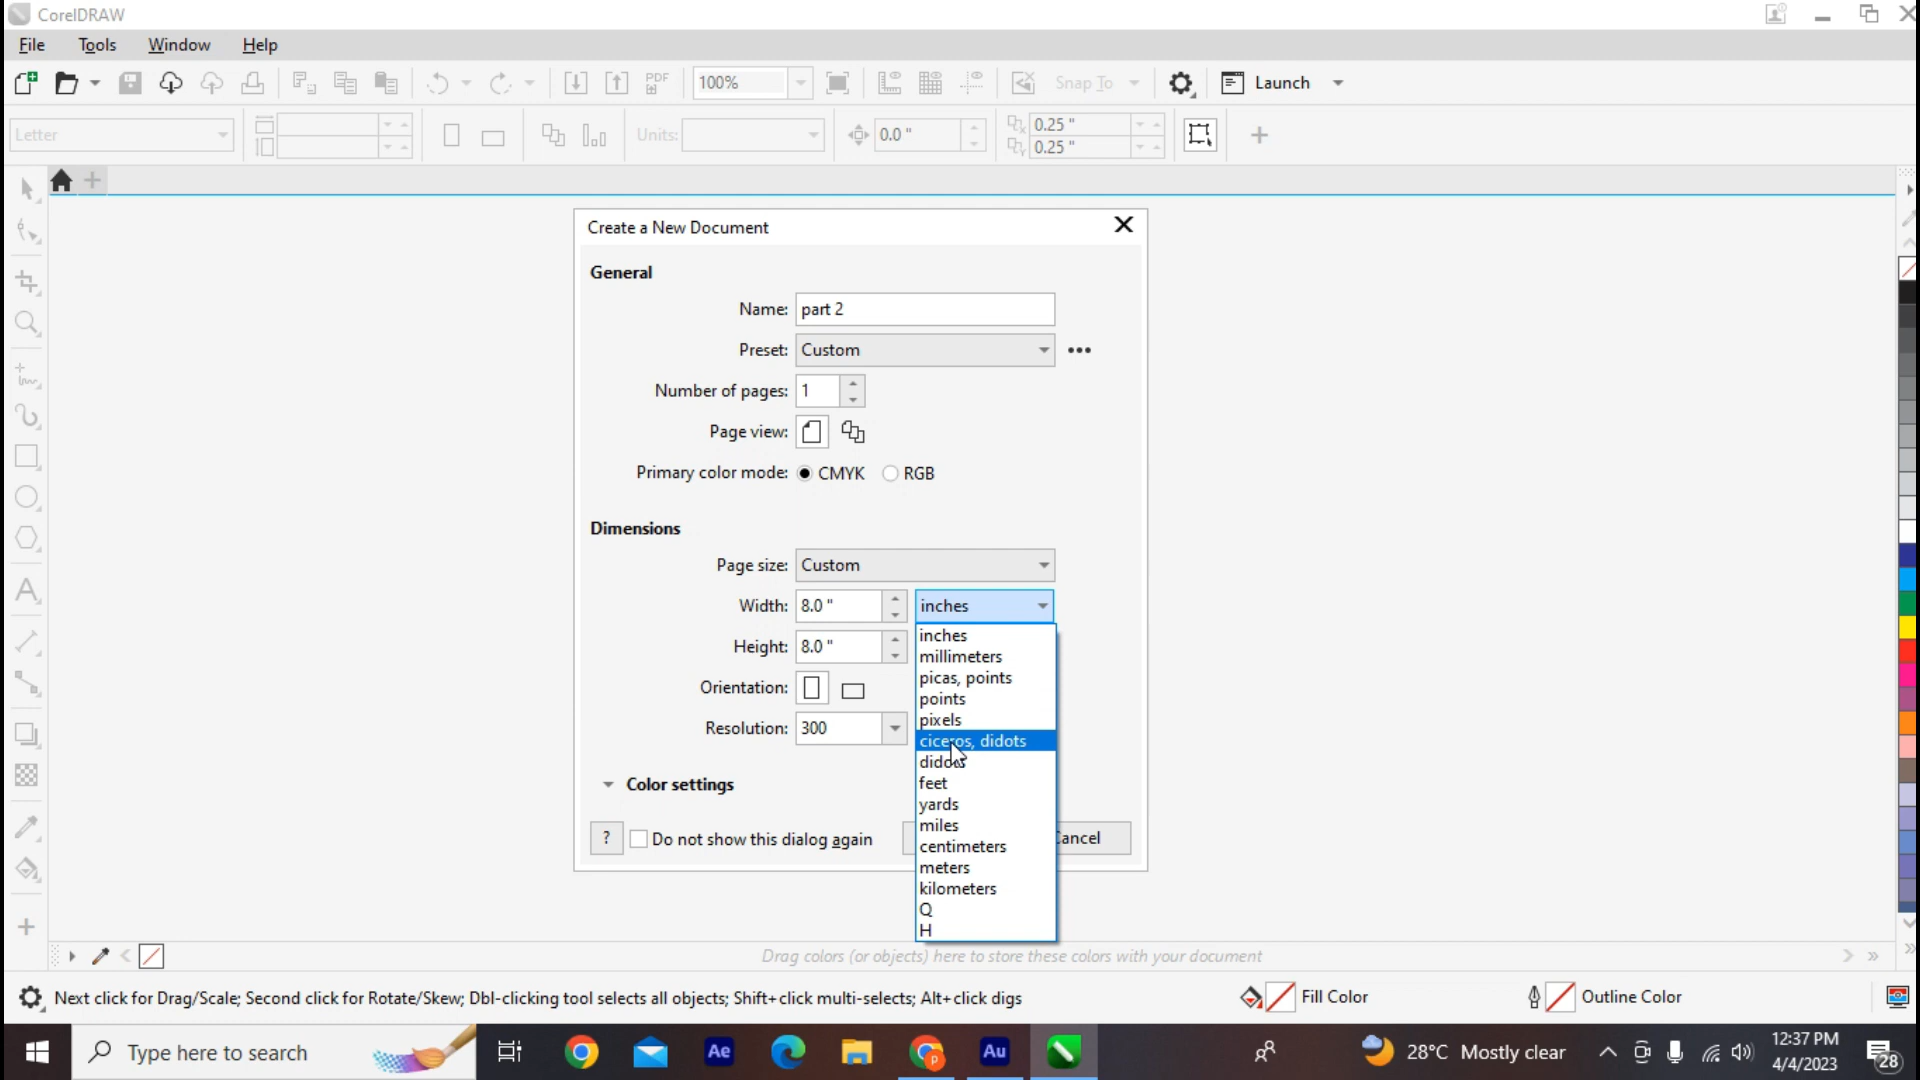 CorelDRAW
File Tools Window Help
PDF 100% Snap To Launch
Letter Units: 0.0 " 0.25 "
0.25 "
Create a New Document
General
Name: part 2
Preset: Custom
Number of pages: 1
Page view:
Primary color mode: CMYK RGB
Dimensions
Page size: Custom
Width: 8.0 " inches
Height: 8.0 "
Orientation:
Resolution: 300
inches
millimeters
picas, points
points
pixels
ciceros, didots
didots
feet
yards
miles
centimeters
meters
kilometers
Q
H
Color settings
? Do not show this dialog again Cancel
Drag colors (or objects) here to store these colors with your document
Next click for Drag/Scale; Second click for Rotate/Skew; Dbl-clicking tool selects all objects; Shift+click multi-selects; Alt+click digs Fill Color Outline Color
Type here to search Ae Au 28°C Mostly clear 12:37 PM
4/4/2023 28